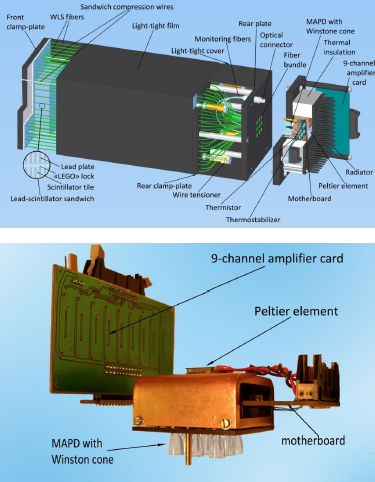 Sandwich compression wires
Front
clamp-plate
WLS fibers
Light-tight film
Rear plate
Monitoring fibers
Light-tight cover
Optical
connector
Fiber
bundle
MAPD with
Winstone cone
Thermal
insulation
9-channel
amplifier
card
Lead plate
«LEGO» lock
Scintillator tile
Lead-scintillator sandwich
Rear clamp-plate
Wire tensioner
Thermistor
Thermostabilizer
Radiator
Peltier element
Motherboard
9-channel amplifier card
Peltier element
MAPD with
Winston cone
motherboard